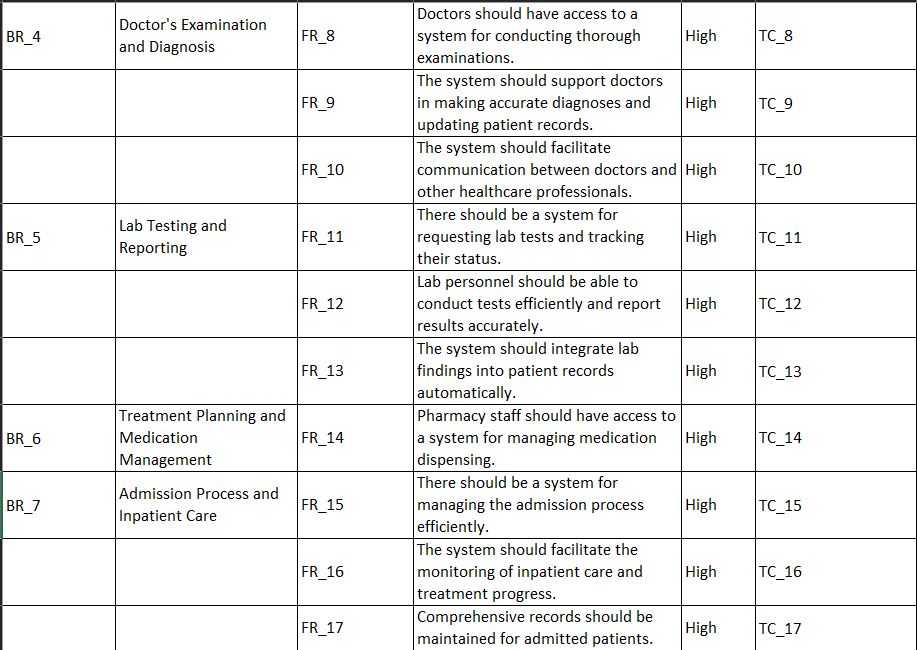 BR_4
Doctor's Examination
and Diagnosis
FR_8
Doctors should have access to a
system for conducting thorough
examinations.
High
TC_8
FR_9
The system should support doctors
in making accurate diagnoses and
updating patient records.
High
TC_9
FR_10
The system should facilitate
communication between doctors and
other healthcare professionals.
High
TC_10
BR_5
Lab Testing and
Reporting
FR_11
There should be a system for
requesting lab tests and tracking
their status.
High
TC_11
FR_12
Lab personnel should be able to
conduct tests efficiently and report
results accurately.
High
TC_12
FR_13
The system should integrate lab
findings into patient records
automatically.
High
TC_13
BR_6
Treatment Planning and
Medication
Management
FR_14
Pharmacy staff should have access to
a system for managing medication
dispensing.
High
TC_14
BR_7
Admission Process and
Inpatient Care
FR_15
There should be a system for
managing the admission process
efficiently.
High
TC_15
FR_16
The system should facilitate the
monitoring of inpatient care and
treatment progress.
High
TC_16
FR_17
Comprehensive records should be
maintained for admitted patients.
High
TC_17